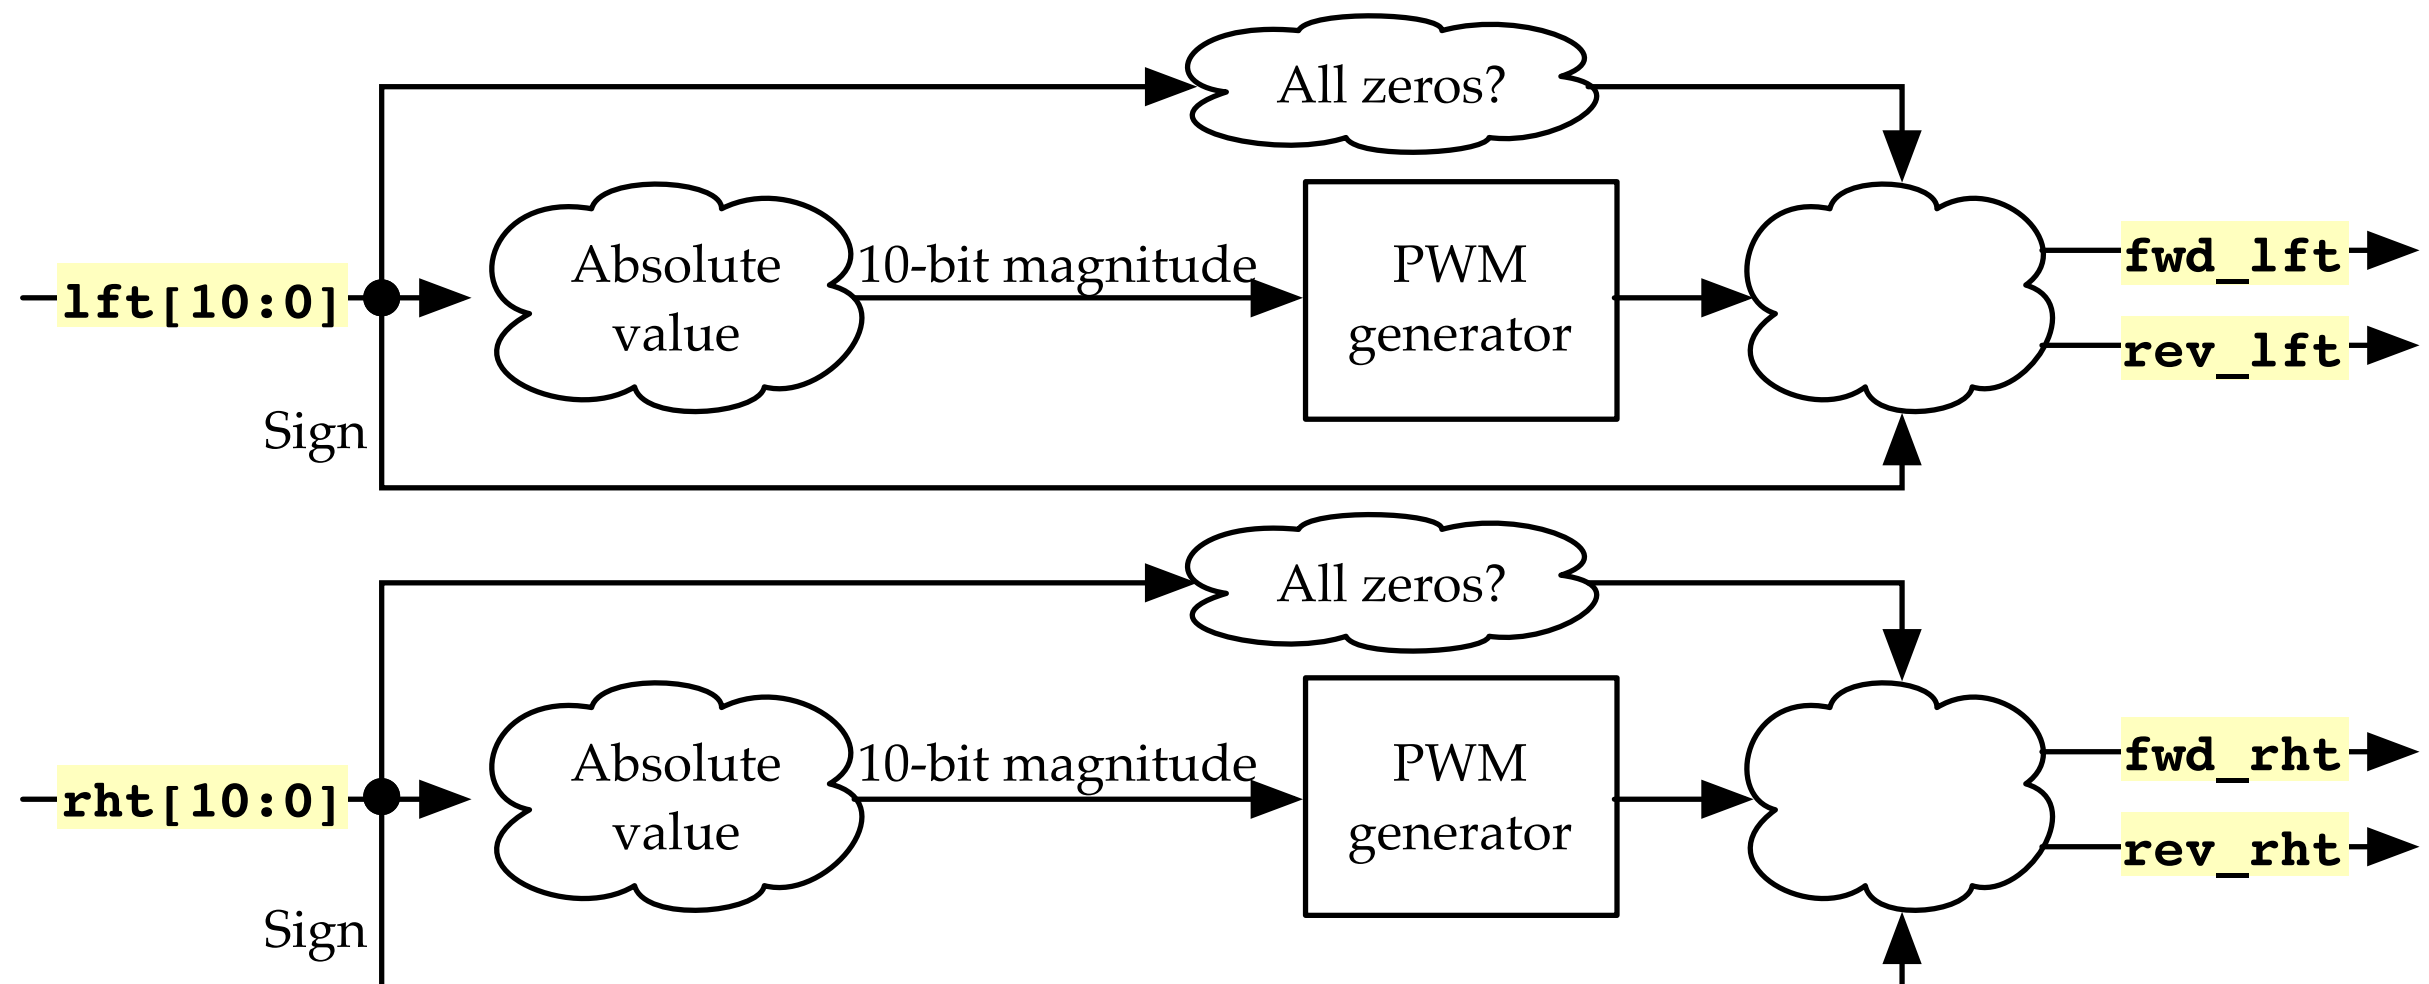 All zeros?
Absolute
value
10-bit magnitude
PWM
generator
lft[10:0]
fwd_lft
rev_lft
Sign
All zeros?
Absolute
value
10-bit magnitude
PWM
generator
rht[10:0]
fwd_rht
rev_rht
Sign